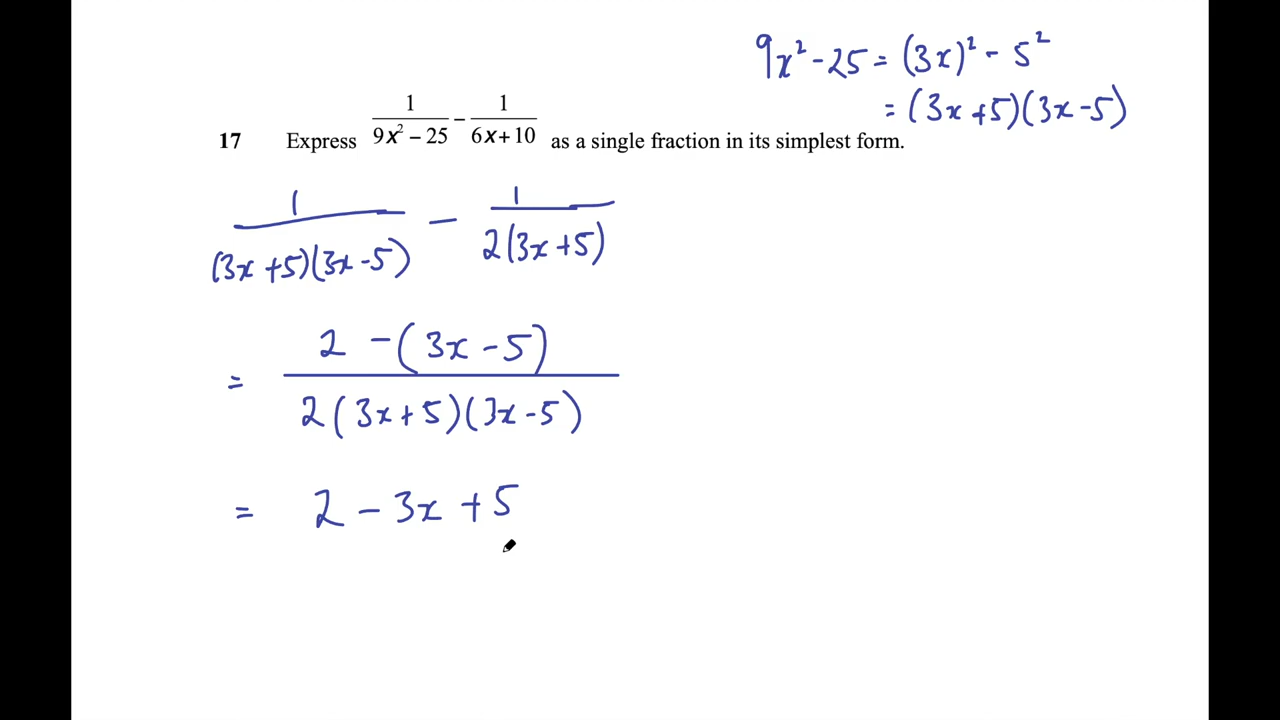 9x² - 25 = (3x)² - 5²
= (3x + 5)(3x - 5)
17 Express 1/(9x² − 25) − 1/(6x + 10) as a single fraction in its simplest form.
1/((3x + 5)(3x - 5)) - 1/(2(3x + 5))
= (2 - (3x - 5))/(2(3x + 5)(3x - 5))
= 2 - 3x + 5